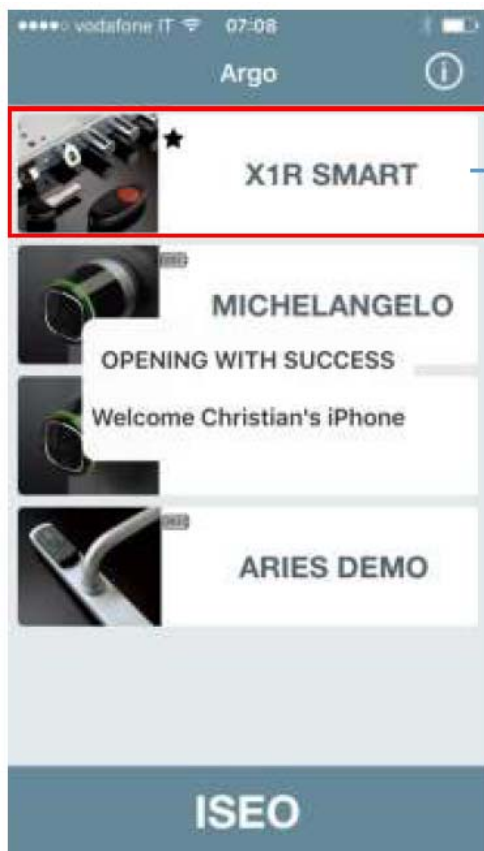 vodafone IT 07:08
Argo
X1R SMART
MICHELANGELO
OPENING WITH SUCCESS
Welcome Christian's iPhone
ARIES DEMO
ISEO